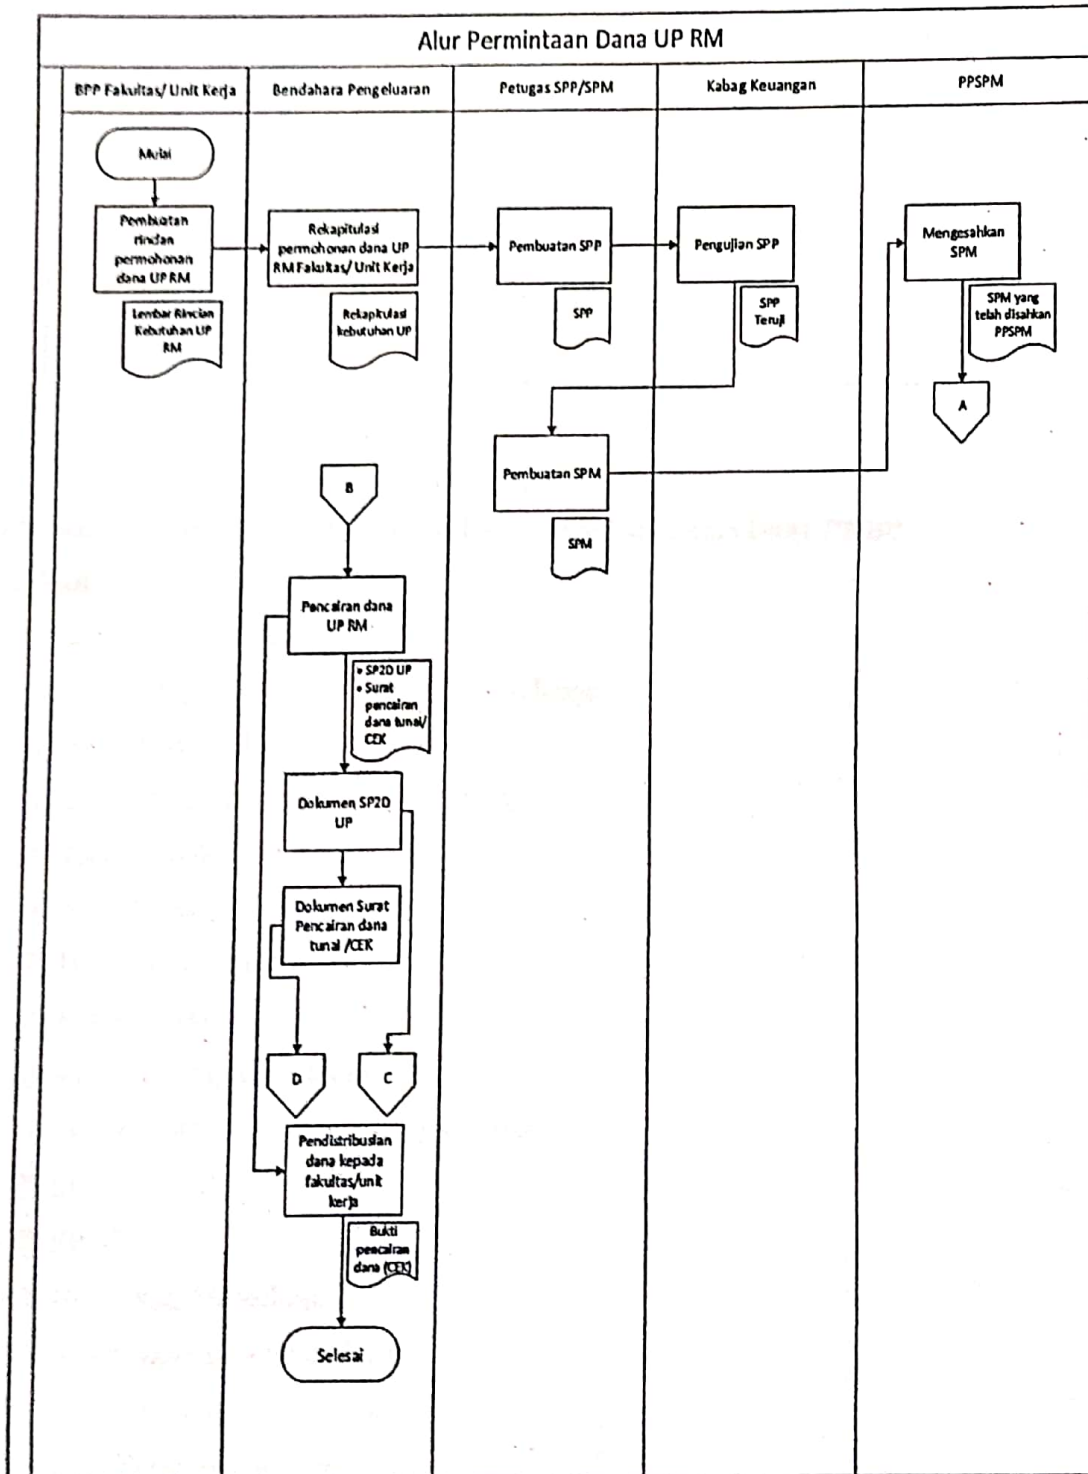 Alur Permintaan Dana UP RM
BPP Fakultas/ Unit Kerja
Bendahara Pengeluaran
Petugas SPP/SPM
Kabag Keuangan
PPSPM
Mulai
Pembuatan
rincian
permohonan
dana UP RM
Lembar Rincian
Kebutuhan UP
RM
Rekapitulasi
permohonan dana UP
RM Fakultas/ Unit Kerja
Rekapitulasi
kebutuhan UP
Pembuatan SPP
SPP
Pengujian SPP
SPP
Teruji
Mengesahkan
SPM
SPM yang
telah disahkan
PPSPM
A
Pembuatan SPM
SPM
B
Pencairan dana
UP RM
• SP2D UP
• Surat
pencairan
dana tunai/
CEK
Dokumen SP2D
UP
Dokumen Surat
Pencairan dana
tunai /CEK
D
C
Pendistribusian
dana kepada
fakultas/unit
kerja
Bukti
pencairan
dana (CEK)
Selesai